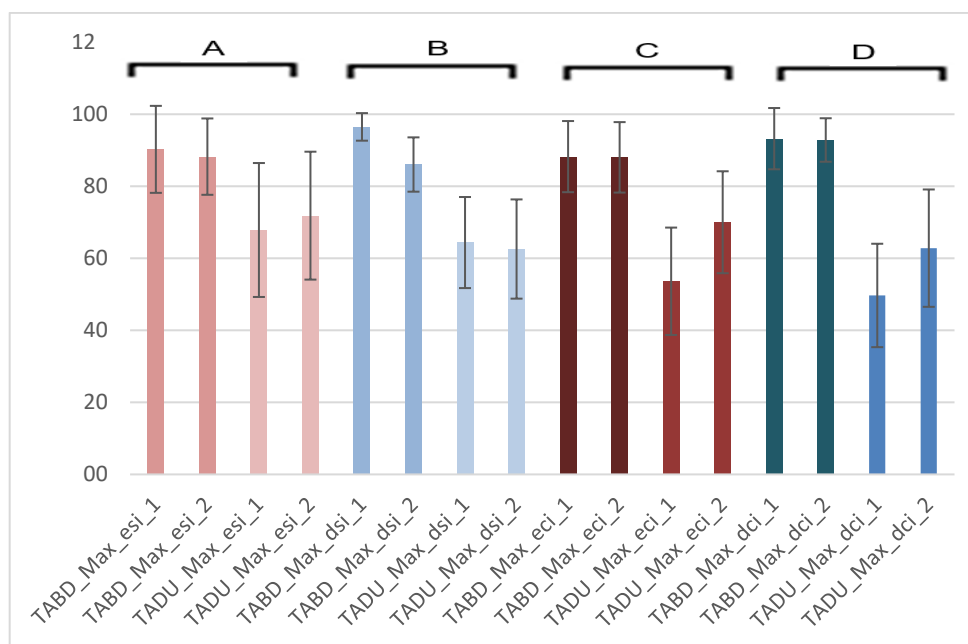 12
A B C D
100
80
60
40
20
00
TABD_Max_esi_1
TABD_Max_esi_2
TADU_Max_esi_1
TADU_Max_esi_2
TABD_Max_dsi_1
TABD_Max_dsi_2
TADU_Max_dsi_1
TADU_Max_dsi_2
TABD_Max_eci_1
TABD_Max_eci_2
TADU_Max_eci_1
TADU_Max_eci_2
TABD_Max_dci_1
TABD_Max_dci_2
TADU_Max_dci_1
TADU_Max_dci_2